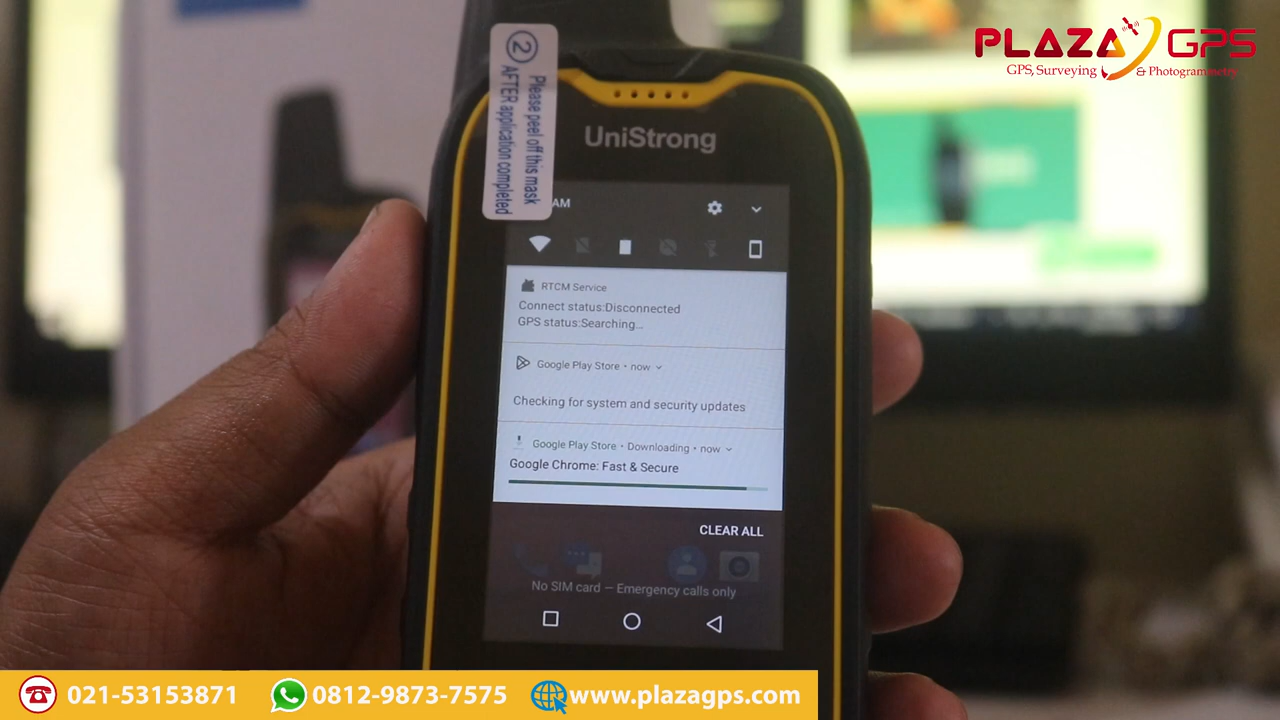 PLAZA GPS
GPS, Surveying & Photogrammetry
②
Please peel off this mask
AFTER application completed
UniStrong
AM
RTCM Service
Connect status:Disconnected
GPS status:Searching...
Google Play Store • now
Checking for system and security updates
Google Play Store • Downloading • now
Google Chrome: Fast & Secure
CLEAR ALL
No SIM card — Emergency calls only
021-53153871
0812-9873-7575
www.plazagps.com